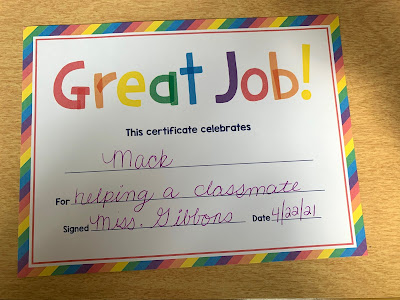 Great Job!
This certificate celebrates
Mack
For helping a classmate
Signed Miss. Gibbons Date 4/22/21